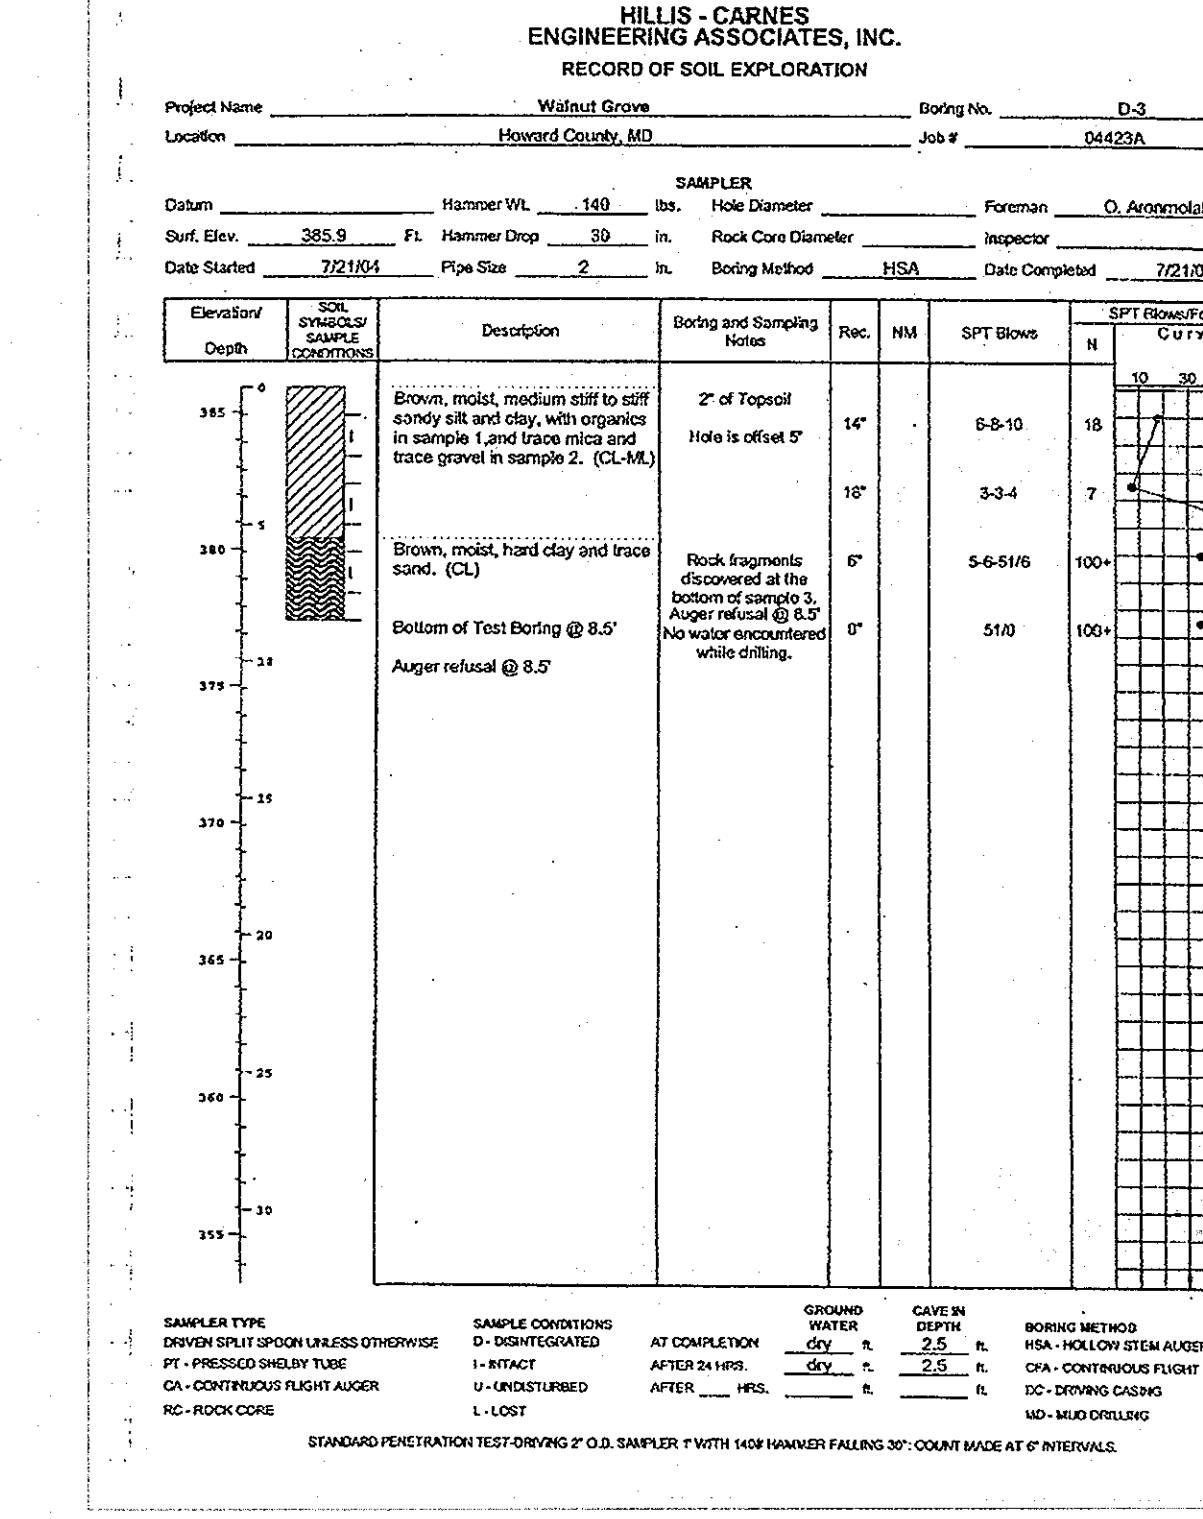 HILLIS - CARNES
ENGINEERING ASSOCIATES, INC.
RECORD OF SOIL EXPLORATION
Project Name Walnut Grove Boring No. D-3
Location Howard County, MD Job # 04423A
SAMPLER
Datum Hammer Wt. 140 lbs. Hole Diameter Foreman O. Aronmola
Surf. Elev. 385.9 Ft. Hammer Drop 30 in. Rock Core Diameter Inspector
Date Started 7/21/04 Pipe Size 2 in. Boring Method HSA Date Completed 7/21/0
Elevation/ Depth
SOIL SYMBOLS/ SAMPLE CONDITIONS
Description
Boring and Sampling Notes
Rec.
NM
SPT Blows
SPT Blows/Fo
N
Curv
10 30
0
385
5
380
10
375
15
370
20
365
25
360
30
355
I
I
I
Brown, moist, medium stiff to stiff
sandy silt and clay, with organics
in sample 1,and trace mica and
trace gravel in sample 2. (CL-ML)
2" of Topsoil
Hole is offset 5'
14" 6-8-10 18
18" 3-3-4 7
Brown, moist, hard clay and trace
sand. (CL)
Rock fragments
discovered at the
bottom of sample 3.
Auger refusal @ 8.5'
No water encountered
while drilling.
6" 5-6-51/6 100+
0" 51/0 100+
Bottom of Test Boring @ 8.5'
Auger refusal @ 8.5'
SAMPLER TYPE
DRIVEN SPLIT SPOON UNLESS OTHERWISE
PT - PRESSED SHELBY TUBE
CA - CONTINUOUS FLIGHT AUGER
RC - ROCK CORE
SAMPLE CONDITIONS
D - DISINTEGRATED
I - INTACT
U - UNDISTURBED
L - LOST
GROUND WATER CAVE IN DEPTH
AT COMPLETION dry ft. 2.5 ft.
AFTER 24 HRS. dry ft. 2.5 ft.
AFTER ____ HRS. ft. ft.
BORING METHOD
HSA - HOLLOW STEM AUGER
CFA - CONTINUOUS FLIGHT
DC - DRIVING CASING
MD - MUD DRILLING
STANDARD PENETRATION TEST-DRIVING 2" O.D. SAMPLER 1' WITH 140# HAMMER FALLING 30": COUNT MADE AT 6" INTERVALS.